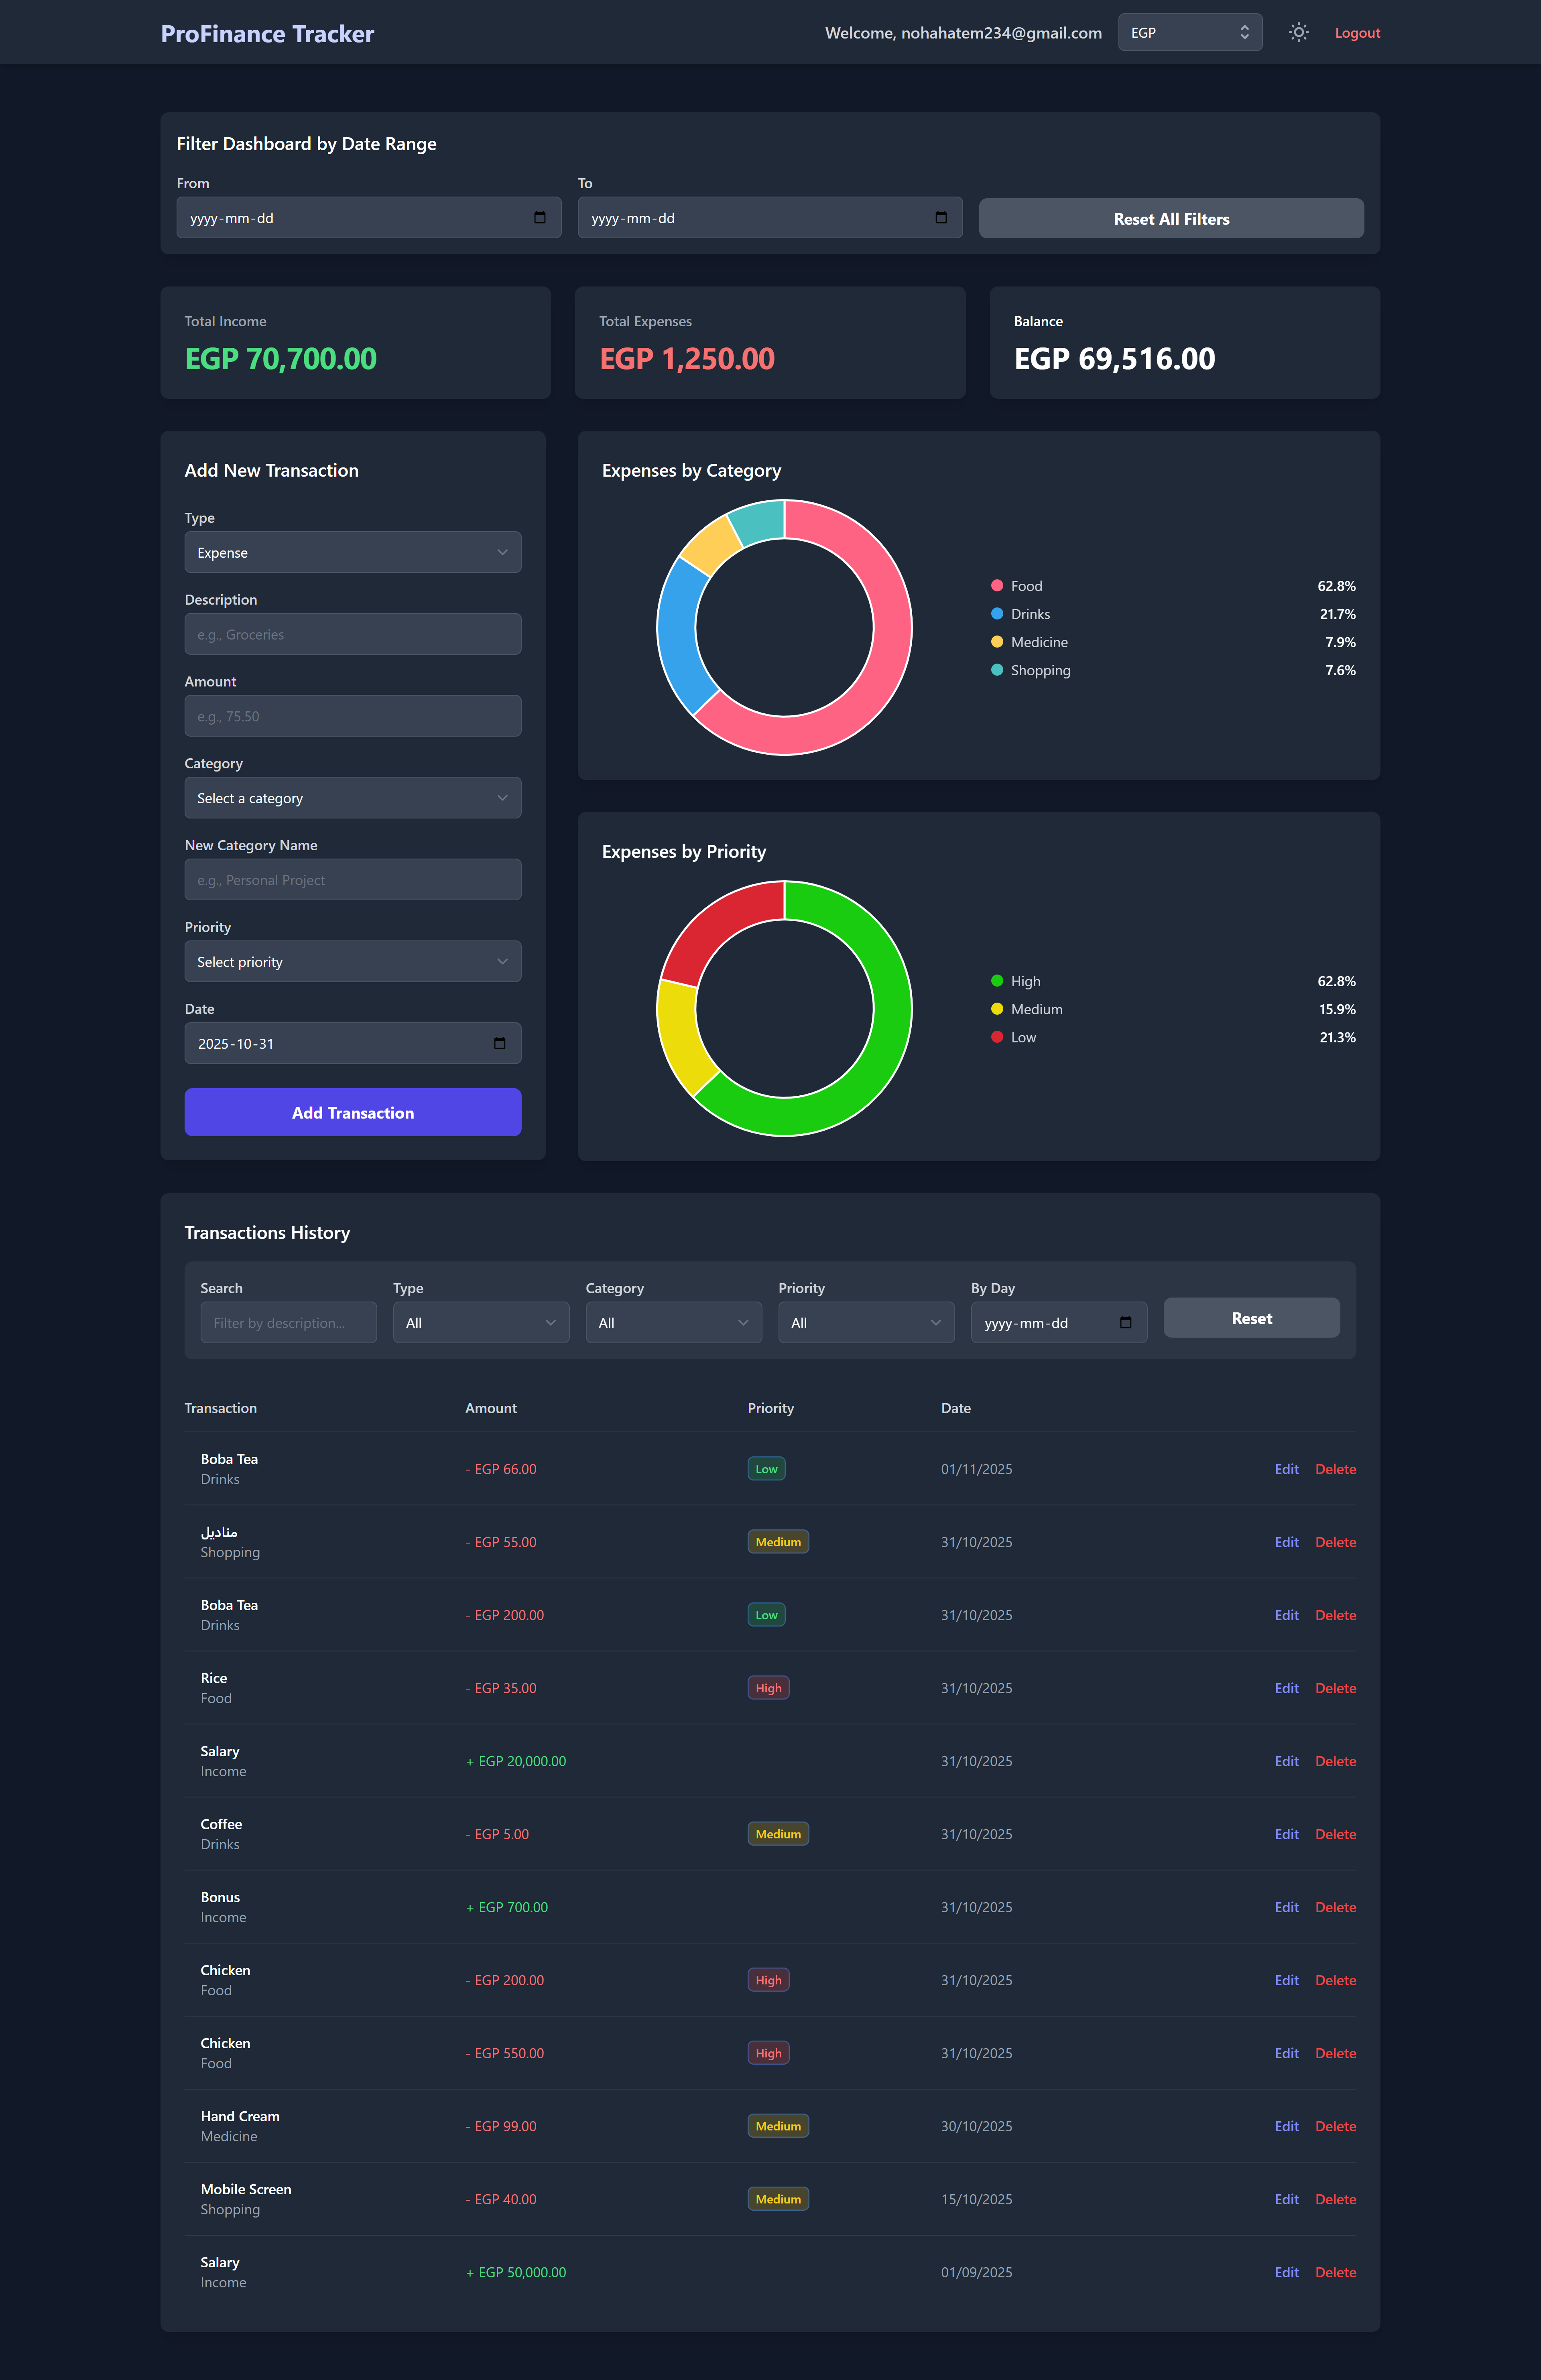 ProFinance Tracker
Welcome, nohahatem234@gmail.com EGP Logout
Filter Dashboard by Date Range
From To
yyyy-mm-dd yyyy-mm-dd Reset All Filters
Total Income Total Expenses Balance
EGP 70,700.00 EGP 1,250.00 EGP 69,516.00
Add New Transaction
Type
Expense
Description
e.g., Groceries
Amount
e.g., 75.50
Category
Select a category
New Category Name
e.g., Personal Project
Priority
Select priority
Date
2025-10-31
Add Transaction
Expenses by Category
Food 62.8%
Drinks 21.7%
Medicine 7.9%
Shopping 7.6%
Expenses by Priority
High 62.8%
Medium 15.9%
Low 21.3%
Transactions History
Search Type Category Priority By Day
Filter by description... All All All yyyy-mm-dd Reset
Transaction Amount Priority Date
Boba Tea
Drinks
- EGP 66.00 Low 01/11/2025 Edit Delete
مناديل
Shopping
- EGP 55.00 Medium 31/10/2025 Edit Delete
Boba Tea
Drinks
- EGP 200.00 Low 31/10/2025 Edit Delete
Rice
Food
- EGP 35.00 High 31/10/2025 Edit Delete
Salary
Income
+ EGP 20,000.00 31/10/2025 Edit Delete
Coffee
Drinks
- EGP 5.00 Medium 31/10/2025 Edit Delete
Bonus
Income
+ EGP 700.00 31/10/2025 Edit Delete
Chicken
Food
- EGP 200.00 High 31/10/2025 Edit Delete
Chicken
Food
- EGP 550.00 High 31/10/2025 Edit Delete
Hand Cream
Medicine
- EGP 99.00 Medium 30/10/2025 Edit Delete
Mobile Screen
Shopping
- EGP 40.00 Medium 15/10/2025 Edit Delete
Salary
Income
+ EGP 50,000.00 01/09/2025 Edit Delete